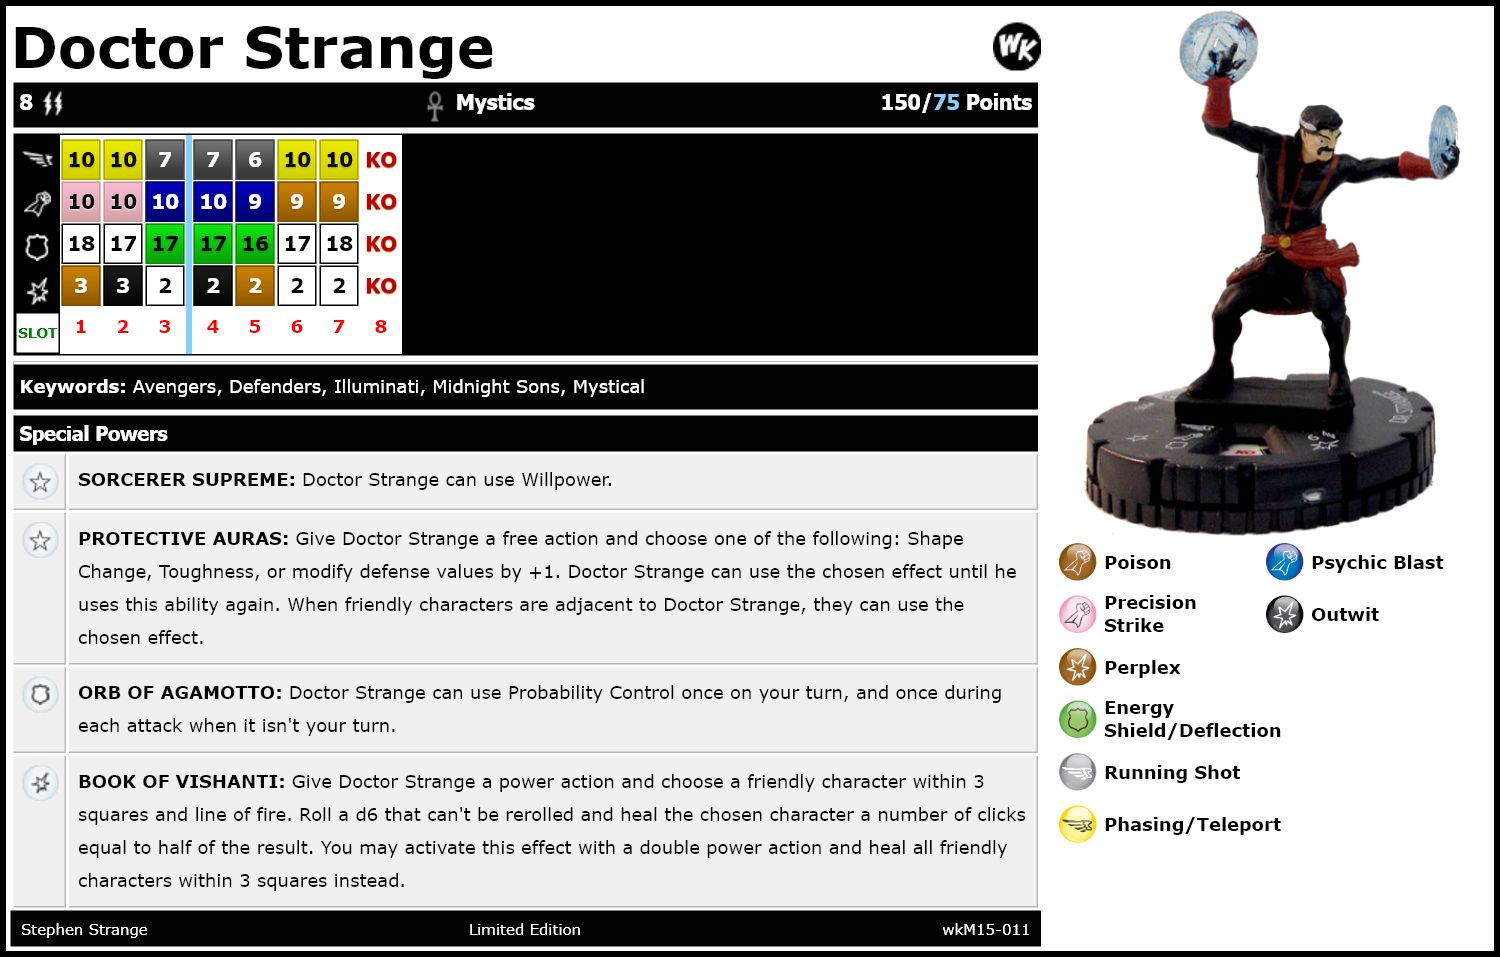 Doctor Strange
WK
8 Mystics 150/75 Points
10 10 7 7 6 10 10 KO
10 10 10 10 9 9 9 KO
18 17 17 17 16 17 18 KO
3 3 2 2 2 2 2 KO
SLOT 1 2 3 4 5 6 7 8
Keywords: Avengers, Defenders, Illuminati, Midnight Sons, Mystical
Special Powers
SORCERER SUPREME: Doctor Strange can use Willpower.
PROTECTIVE AURAS: Give Doctor Strange a free action and choose one of the following: Shape
Change, Toughness, or modify defense values by +1. Doctor Strange can use the chosen effect until he
uses this ability again. When friendly characters are adjacent to Doctor Strange, they can use the
chosen effect.
ORB OF AGAMOTTO: Doctor Strange can use Probability Control once on your turn, and once during
each attack when it isn't your turn.
BOOK OF VISHANTI: Give Doctor Strange a power action and choose a friendly character within 3
squares and line of fire. Roll a d6 that can't be rerolled and heal the chosen character a number of clicks
equal to half of the result. You may activate this effect with a double power action and heal all friendly
characters within 3 squares instead.
Stephen Strange Limited Edition wkM15-011
KO
Poison
Precision
Strike
Perplex
Energy
Shield/Deflection
Running Shot
Phasing/Teleport
Psychic Blast
Outwit